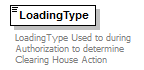 LoadingType
LoadingType Used to during
Authorization to determine
Clearing House Action